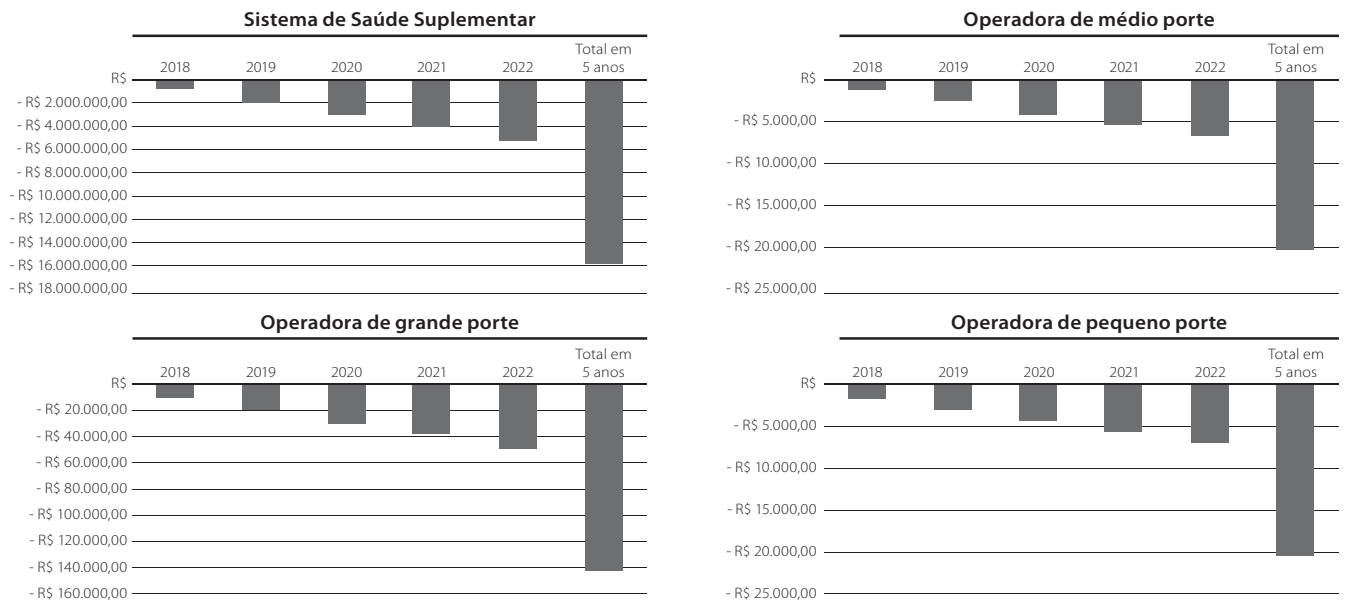 Sistema de Saúde Suplementar
Total em
2018 2019 2020 2021 2022 5 anos
R$
- R$ 2.000.000,00
- R$ 4.000.000,00
- R$ 6.000.000,00
- R$ 8.000.000,00
- R$ 10.000.000,00
- R$ 12.000.000,00
- R$ 14.000.000,00
- R$ 16.000.000,00
- R$ 18.000.000,00
Operadora de médio porte
Total em
2018 2019 2020 2021 2022 5 anos
R$
- R$ 5.000,00
- R$ 10.000,00
- R$ 15.000,00
- R$ 20.000,00
- R$ 25.000,00
Operadora de grande porte
Total em
2018 2019 2020 2021 2022 5 anos
R$
- R$ 20.000,00
- R$ 40.000,00
- R$ 60.000,00
- R$ 80.000,00
- R$ 100.000,00
- R$ 120.000,00
- R$ 140.000,00
- R$ 160.000,00
Operadora de pequeno porte
Total em
2018 2019 2020 2021 2022 5 anos
R$
- R$ 5.000,00
- R$ 10.000,00
- R$ 15.000,00
- R$ 20.000,00
- R$ 25.000,00